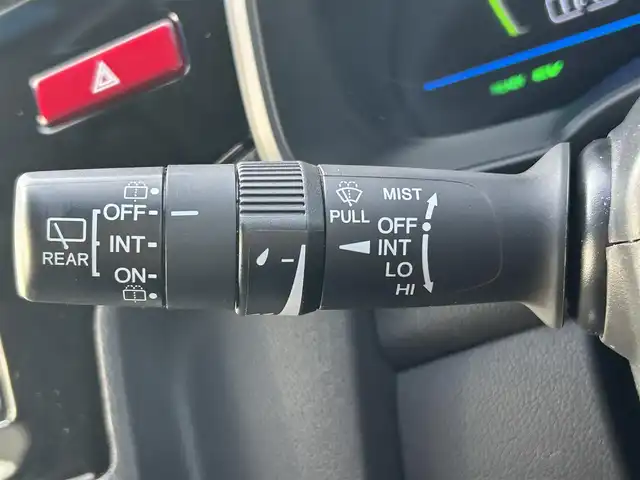 OFF
INT
REAR
ON
PULL
MIST
OFF
INT
LO
HI